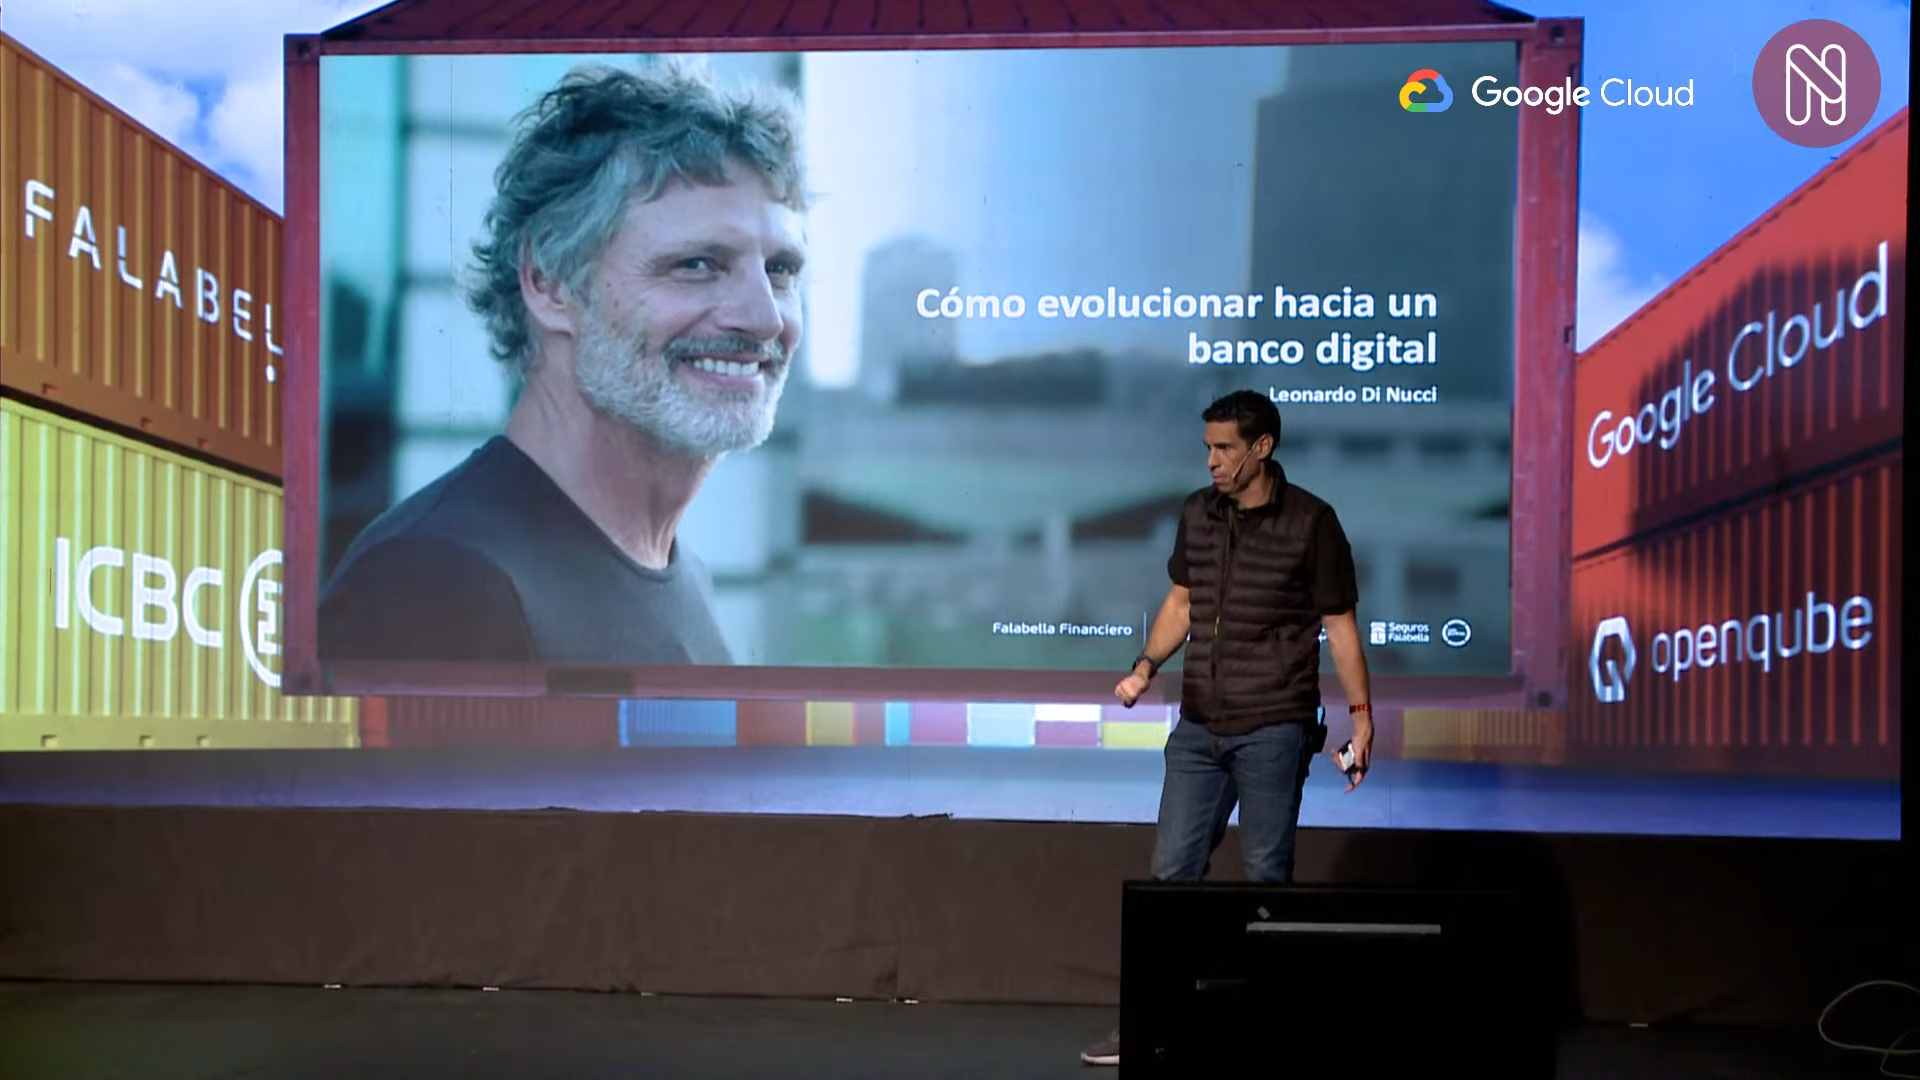 Google Cloud
N
FALABEL
ICBC
Cómo evolucionar hacia un
banco digital
Leonardo Di Nucci
Falabella Financiero
Seguros
Falabella
Google Cloud
openqube